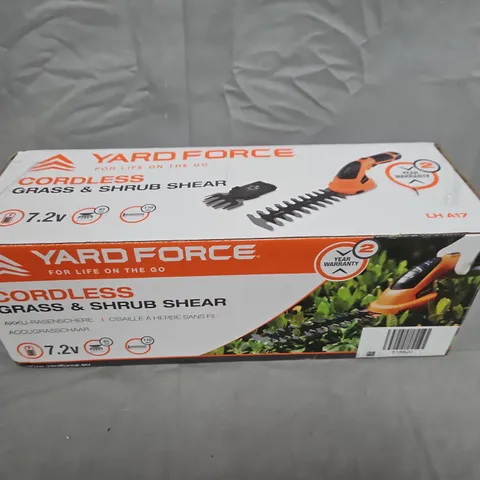 YARD FORCE
FOR LIFE ON THE GO
CORDLESS
GRASS & SHRUB SHEAR
7.2V
2
YEAR
WARRANTY
LH A17
YARD FORCE
FOR LIFE ON THE GO
2
YEAR
WARRANTY
CORDLESS
GRASS & SHRUB SHEAR
AKKU-RASENSCHERE / CISAILLE À HERBE SANS FIL
ACCUGRASSCHAAR
7.2V